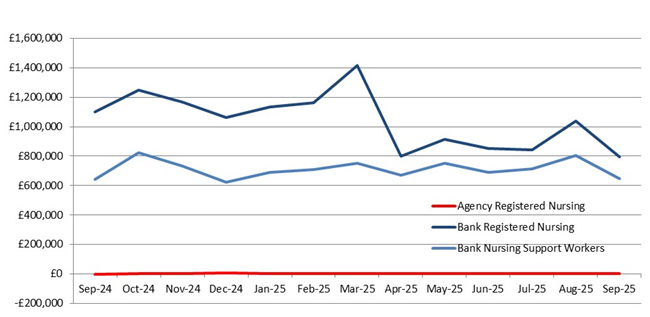 £1,600,000
£1,400,000
£1,200,000
£1,000,000
£800,000
£600,000
£400,000
£200,000
£0
-£200,000
Agency Registered Nursing
Bank Registered Nursing
Bank Nursing Support Workers
Sep-24 Oct-24 Nov-24 Dec-24 Jan-25 Feb-25 Mar-25 Apr-25 May-25 Jun-25 Jul-25 Aug-25 Sep-25